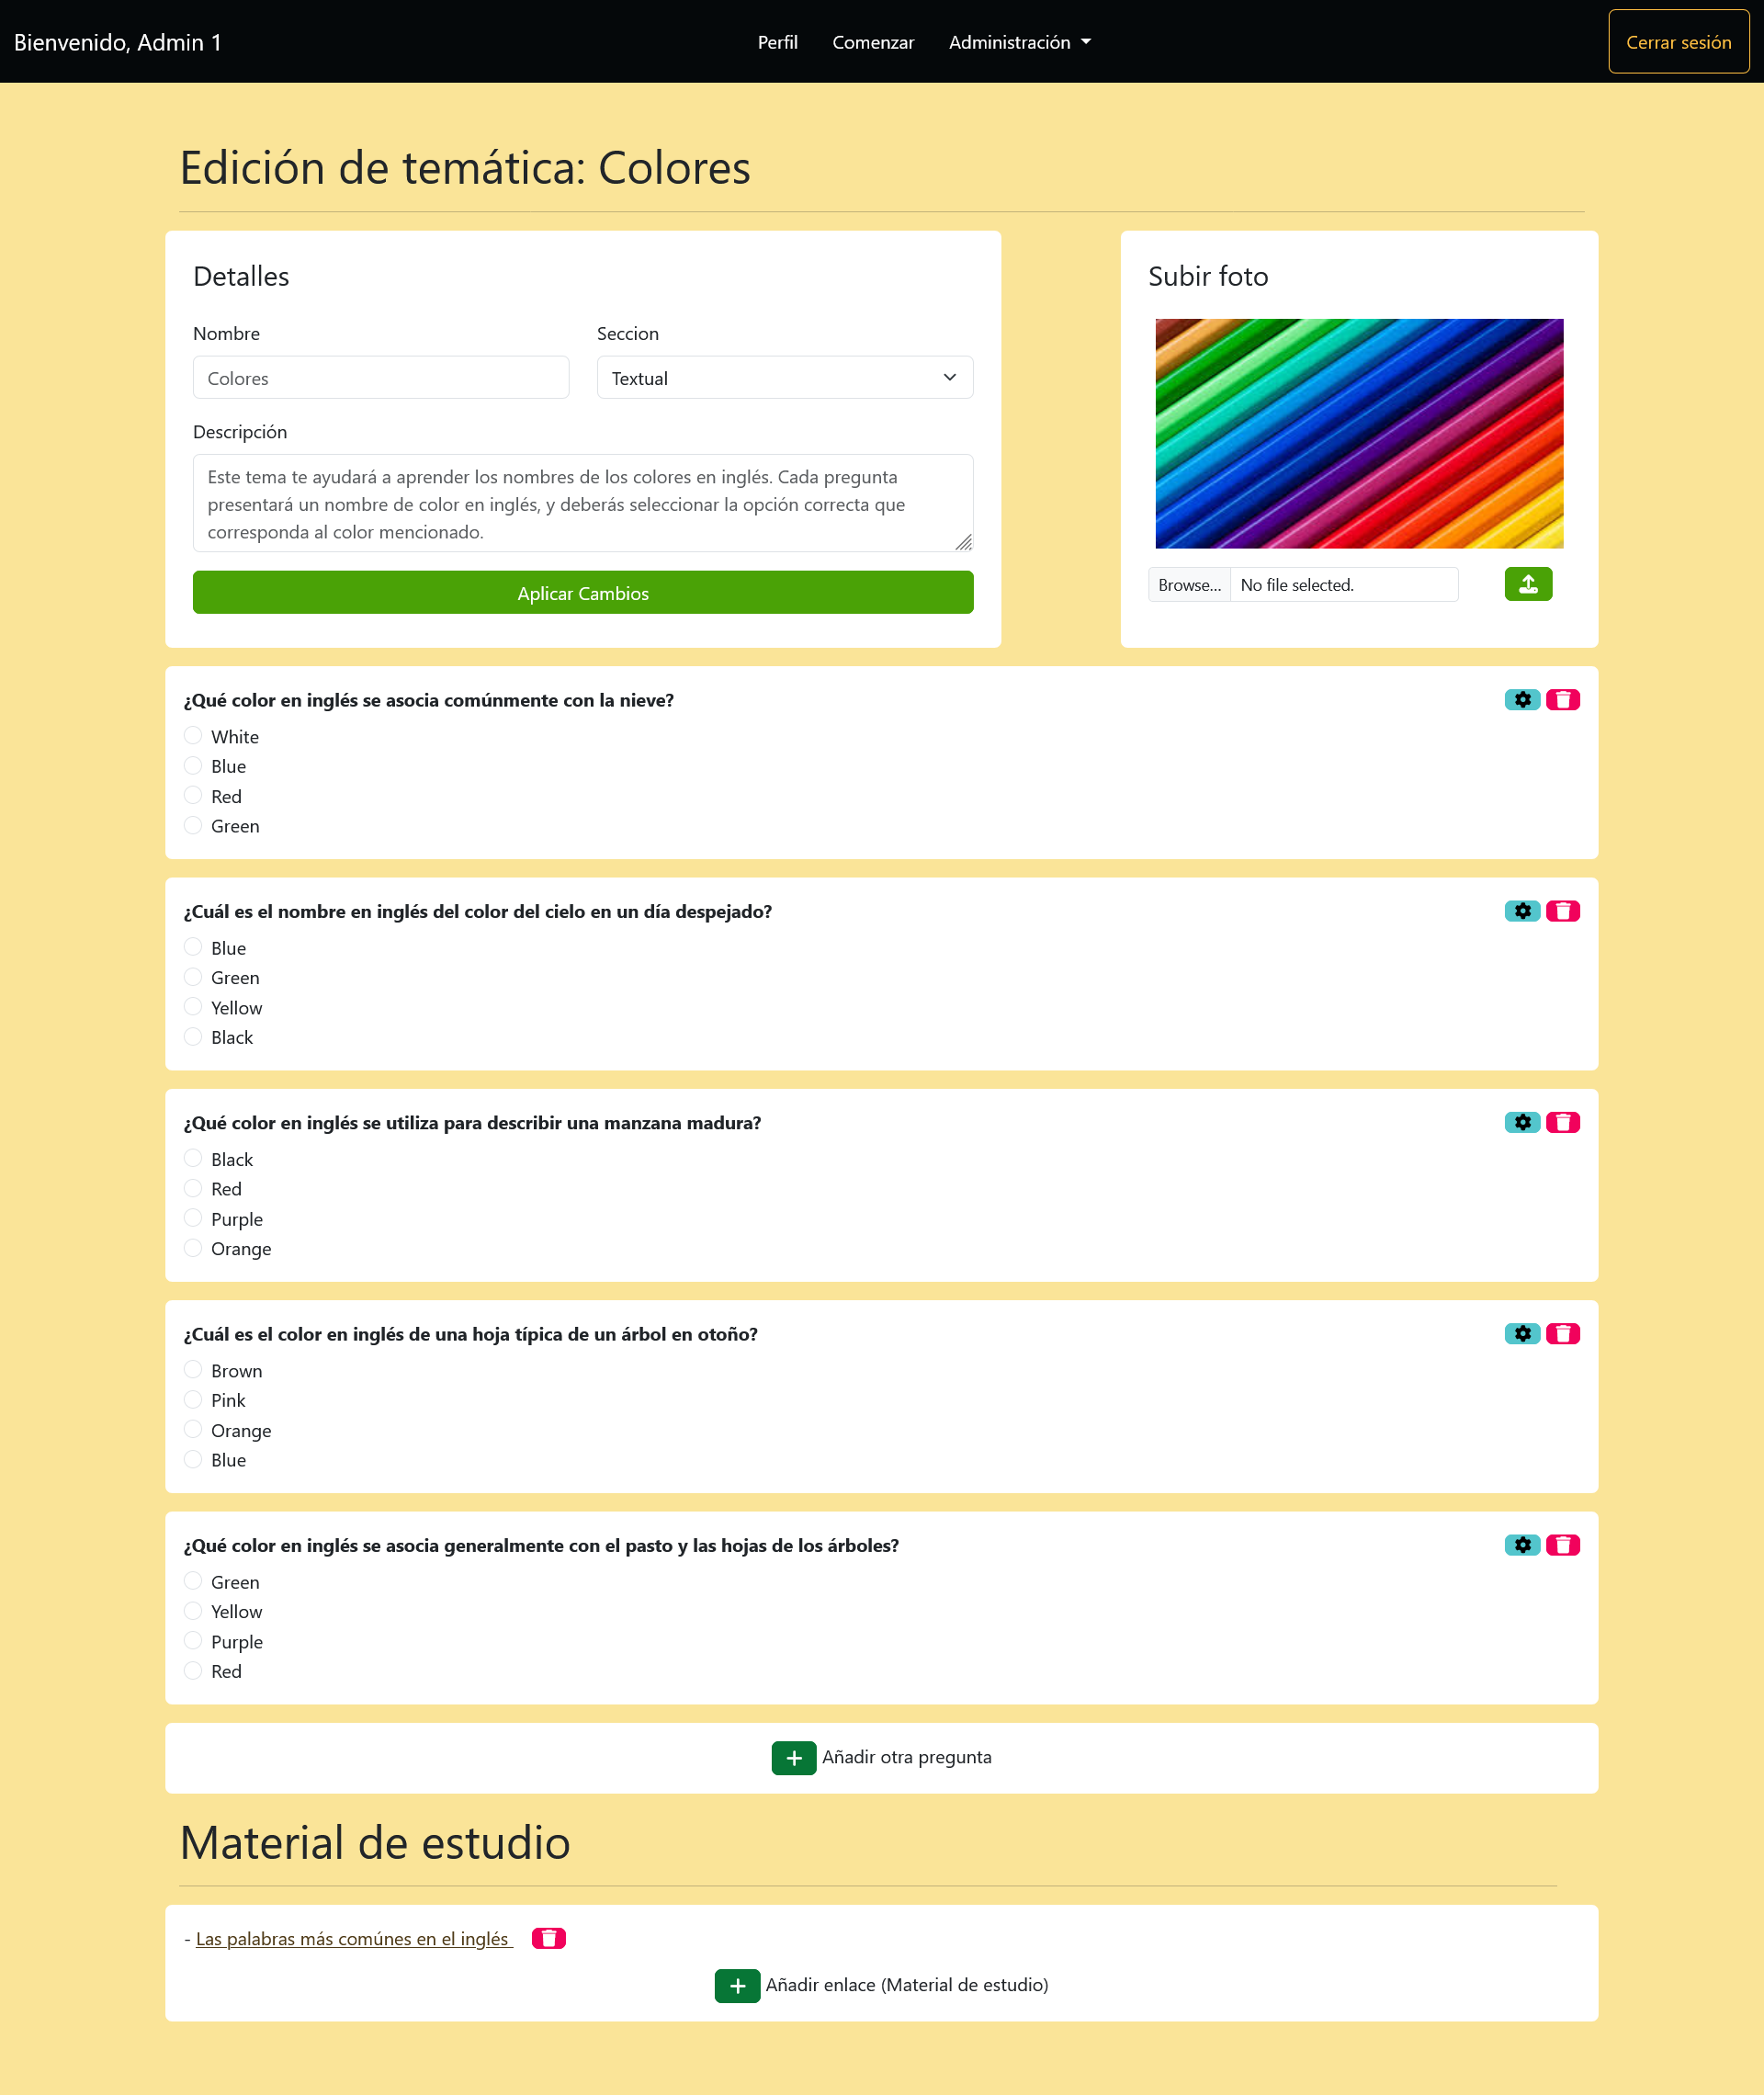 Bienvenido, Admin 1
Perfil
Comenzar
Administración
Cerrar sesión
Edición de temática: Colores
Detalles
Nombre
Seccion
Colores
Textual
Descripción
Este tema te ayudará a aprender los nombres de los colores en inglés. Cada pregunta
presentará un nombre de color en inglés, y deberás seleccionar la opción correcta que
corresponda al color mencionado.
Aplicar Cambios
Subir foto
Browse...
No file selected.
¿Qué color en inglés se asocia comúnmente con la nieve?
White
Blue
Red
Green
¿Cuál es el nombre en inglés del color del cielo en un día despejado?
Blue
Green
Yellow
Black
¿Qué color en inglés se utiliza para describir una manzana madura?
Black
Red
Purple
Orange
¿Cuál es el color en inglés de una hoja típica de un árbol en otoño?
Brown
Pink
Orange
Blue
¿Qué color en inglés se asocia generalmente con el pasto y las hojas de los árboles?
Green
Yellow
Purple
Red
Añadir otra pregunta
Material de estudio
- Las palabras más comúnes en el inglés
Añadir enlace (Material de estudio)